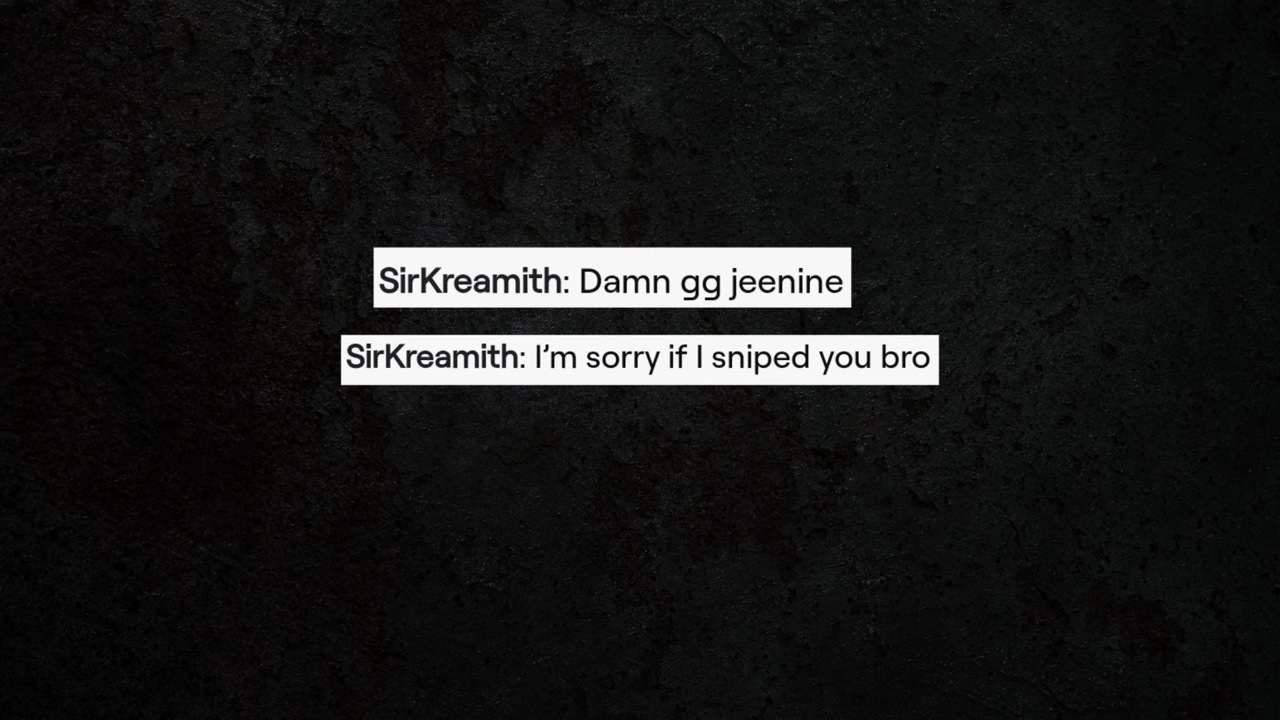 SirKreamith: Damn gg jeenine
SirKreamith: I’m sorry if I sniped you bro